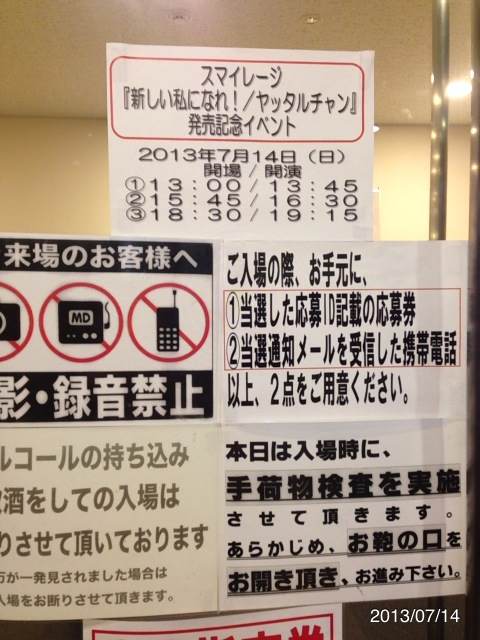 スマイレージ
『新しい私になれ！/ヤッタルチャン』
発売記念イベント
2013年7月14日（日）
開場/開演
①13：00/13：45
②15：45/16：30
③18：30/19：15
来場のお客様へ
MD
影・録音禁止
ご入場の際、お手元に、
①当選した応募ID記載の応募券
②当選通知メールを受信した携帯電話
以上、2点をご用意ください。
ルコールの持ち込み
酒をしての入場は
りさせて頂いております
万が一発見されました場合は
入場をお断りさせて頂きます。
本日は入場時に、
手荷物検査を実施
させて頂きます。
あらかじめ、お鞄の口を
お開き頂き、お進み下さい。
2013/07/14